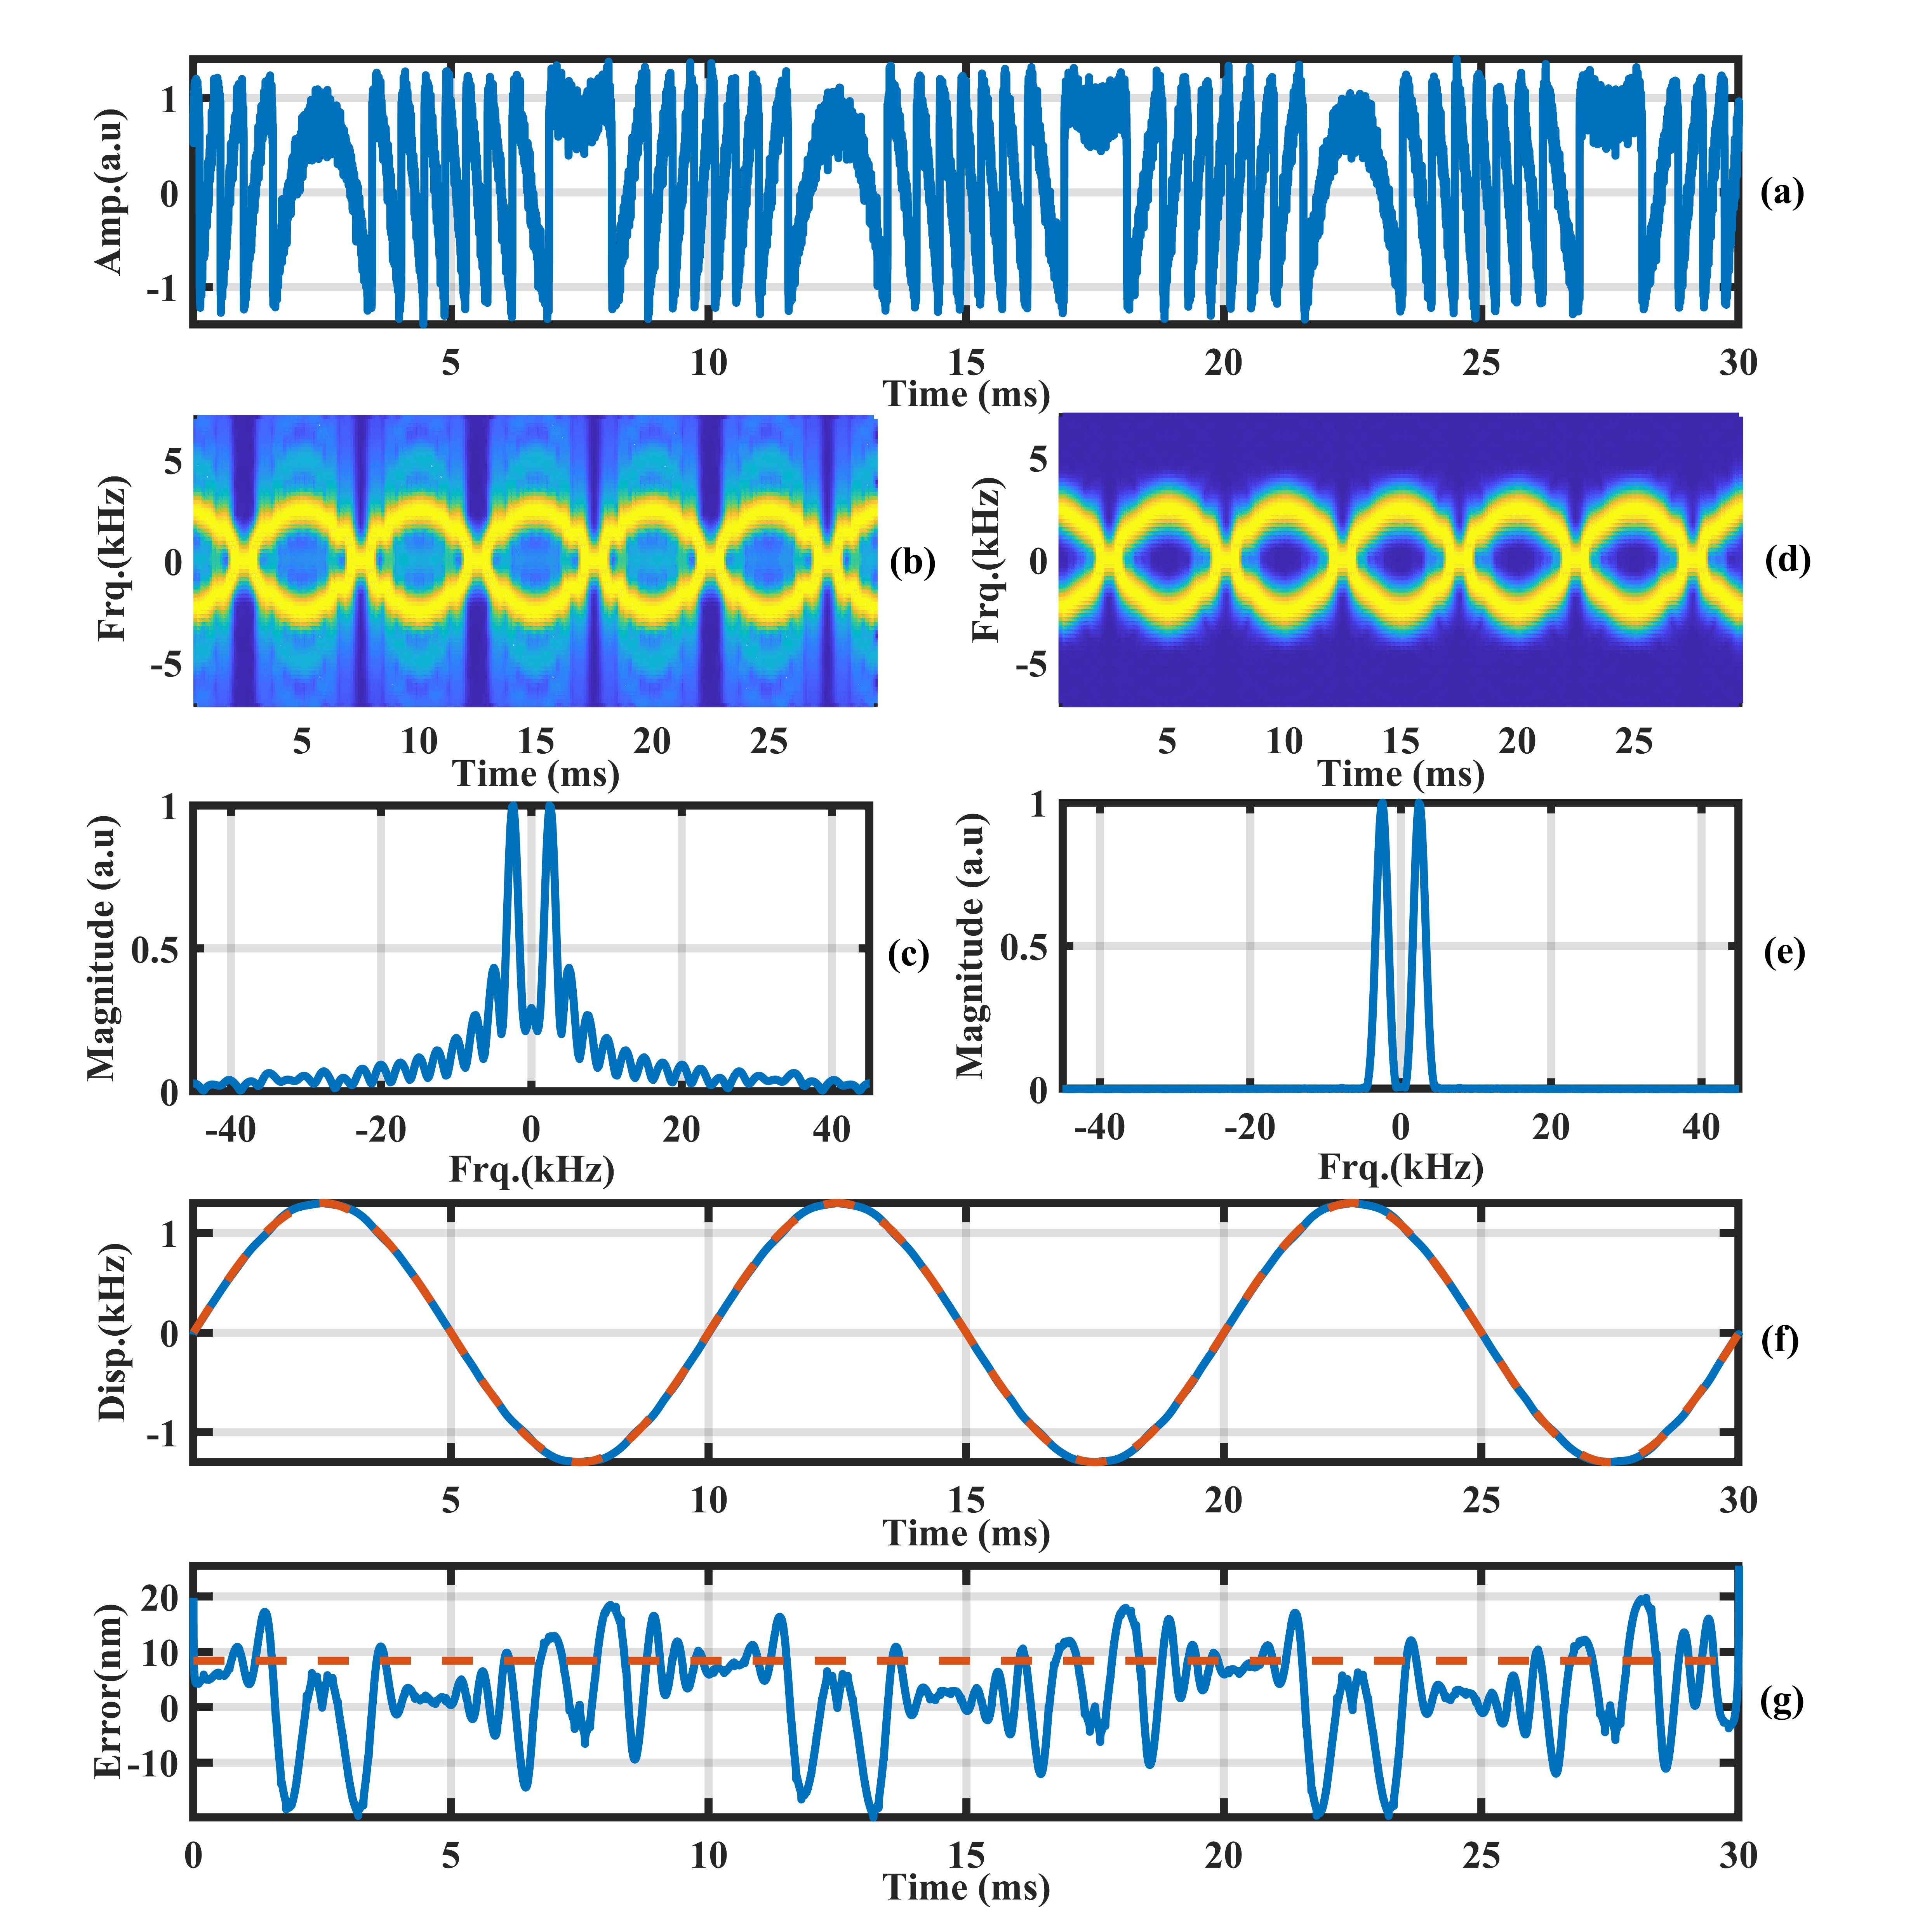 Amp.(a.u)
1
0
-1
(a)
5 10 15 20 25 30
Time (ms)
Frq.(kHz)
5
0
-5
(b)
5 10 15 20 25
Time (ms)
Frq.(kHz)
5
0
-5
(d)
5 10 15 20 25
Time (ms)
Magnitude (a.u)
1
0.5
0
(c)
-40 -20 0 20 40
Frq.(kHz)
Magnitude (a.u)
1
0.5
0
(e)
-40 -20 0 20 40
Frq.(kHz)
Disp.(kHz)
1
0
-1
(f)
5 10 15 20 25 30
Time (ms)
Error(nm)
20
10
0
-10
(g)
0 5 10 15 20 25 30
Time (ms)